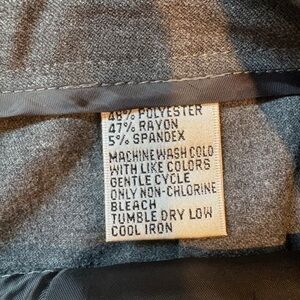 48% POLYESTER
47% RAYON
5% SPANDEX
MACHINE WASH COLD
WITH LIKE COLORS
GENTLE CYCLE
ONLY NON-CHLORINE
BLEACH
TUMBLE DRY LOW
COOL IRON